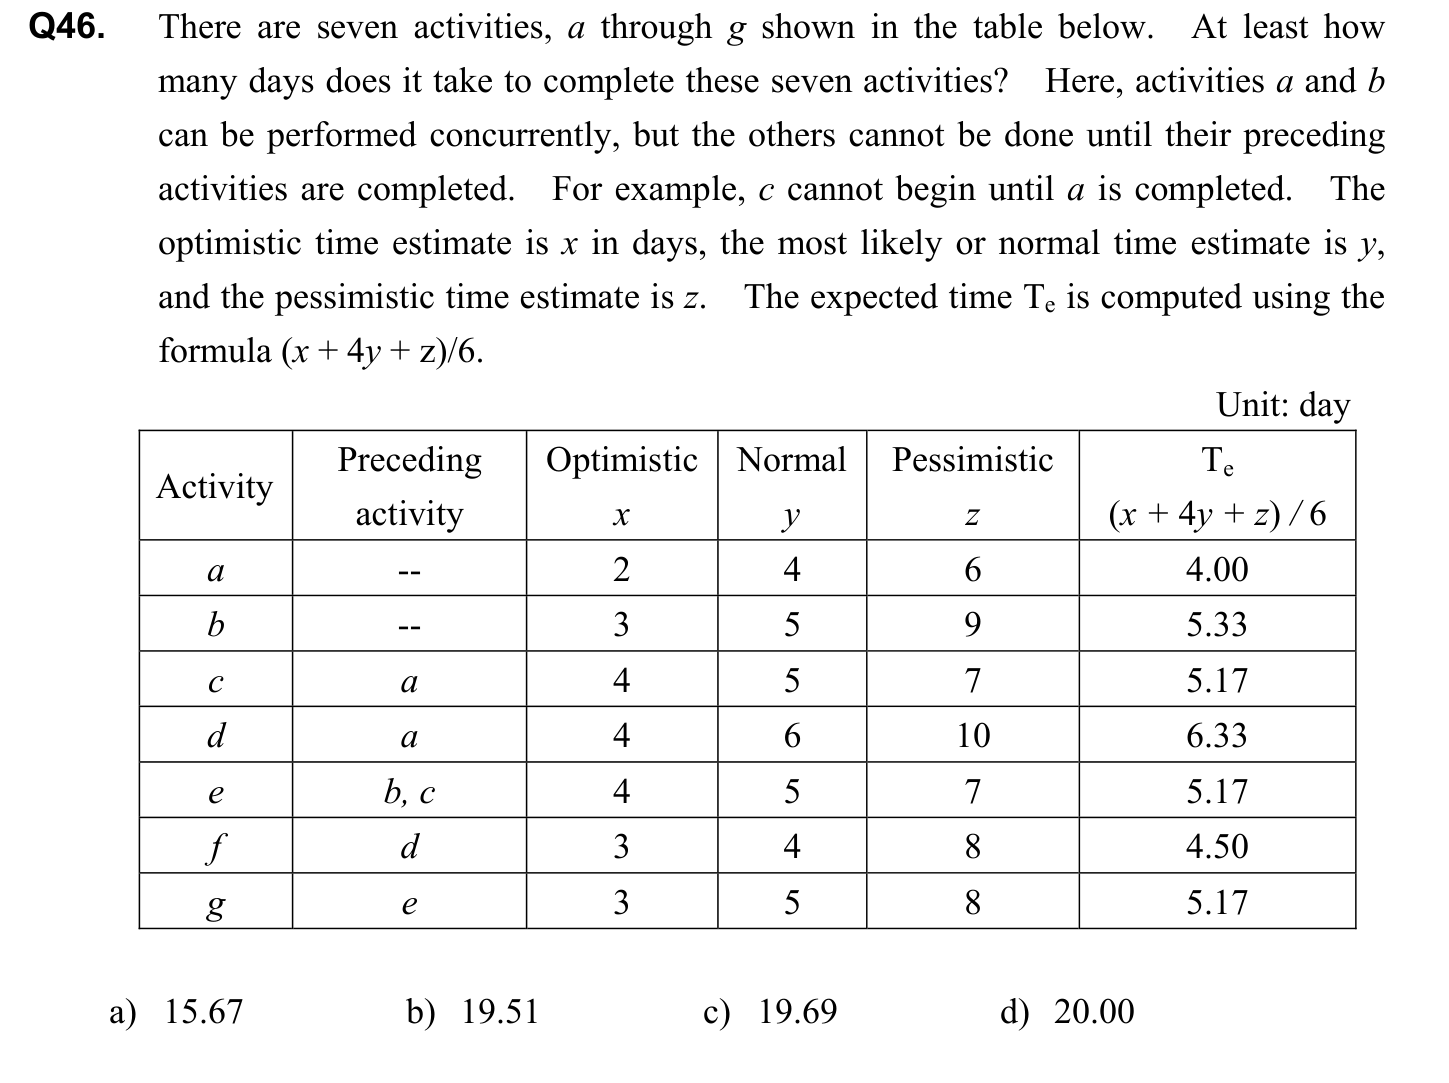 Q46. There are seven activities, a through g shown in the table below. At least how
many days does it take to complete these seven activities? Here, activities a and b
can be performed concurrently, but the others cannot be done until their preceding
activities are completed. For example, c cannot begin until a is completed. The
optimistic time estimate is x in days, the most likely or normal time estimate is y,
and the pessimistic time estimate is z. The expected time Te is computed using the
formula (x + 4y + z)/6.
Unit: day
Activity Preceding activity Optimistic x Normal y Pessimistic z Te (x + 4y + z) / 6
a -- 2 4 6 4.00
b -- 3 5 9 5.33
c a 4 5 7 5.17
d a 4 6 10 6.33
e b, c 4 5 7 5.17
f d 3 4 8 4.50
g e 3 5 8 5.17
a) 15.67 b) 19.51 c) 19.69 d) 20.00